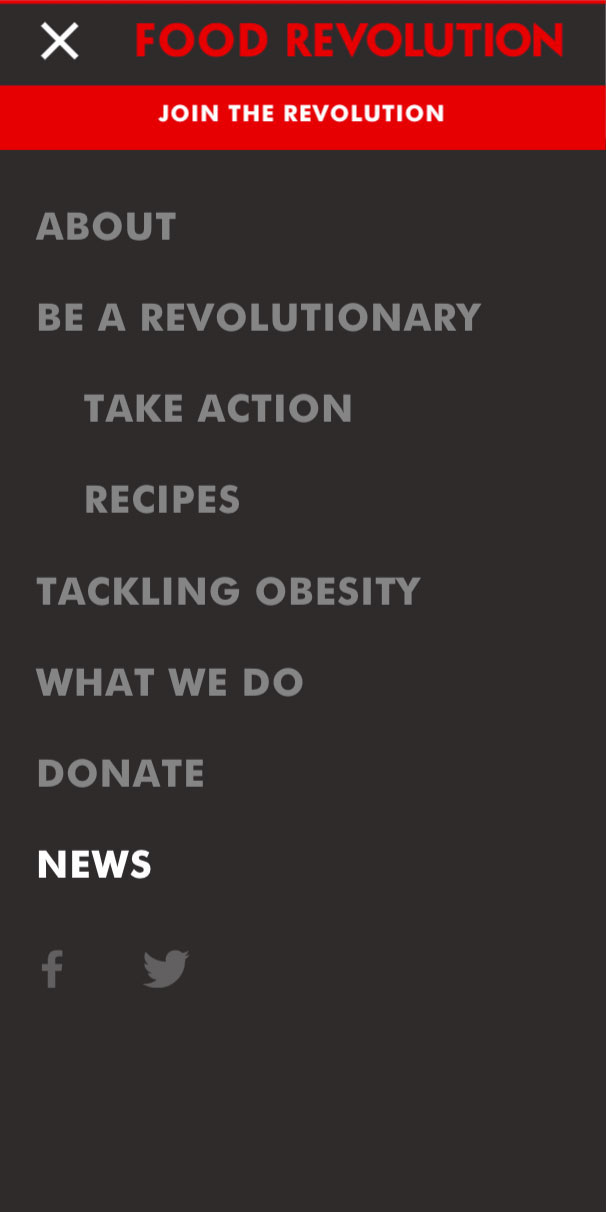 FOOD REVOLUTION
JOIN THE REVOLUTION
ABOUT
BE A REVOLUTIONARY
TAKE ACTION
RECIPES
TACKLING OBESITY
WHAT WE DO
DONATE
NEWS